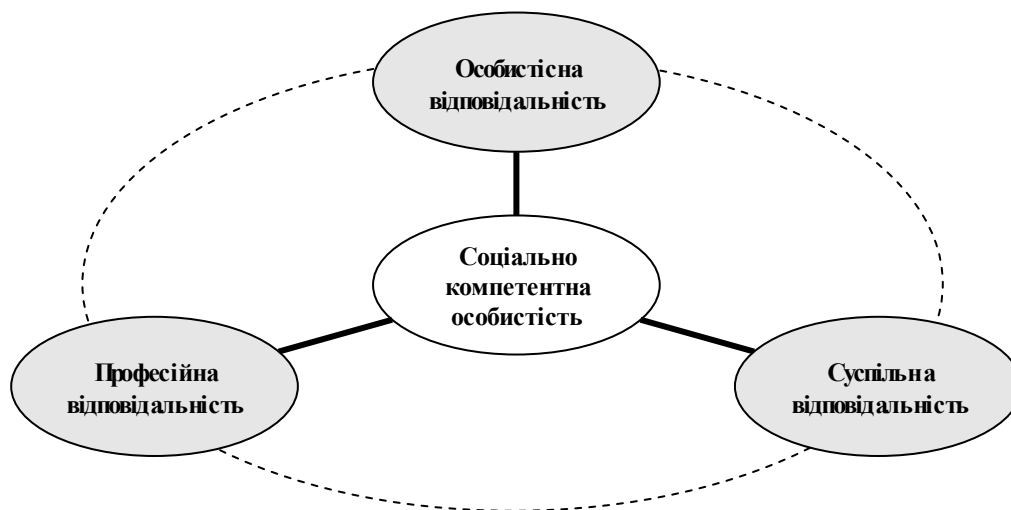 Особистісна
відповідальність
Соціально
компетентна
особистість
Професійна
відповідальність
Суспільна
відповідальність